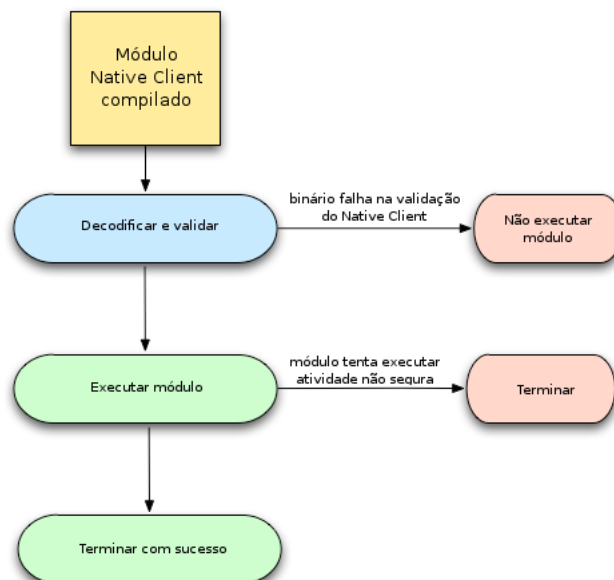 Módulo
Native Client
compilado
Decodificar e validar
binário falha na validação
do Native Client
Não executar
módulo
Executar módulo
módulo tenta executar
atividade não segura
Terminar
Terminar com sucesso